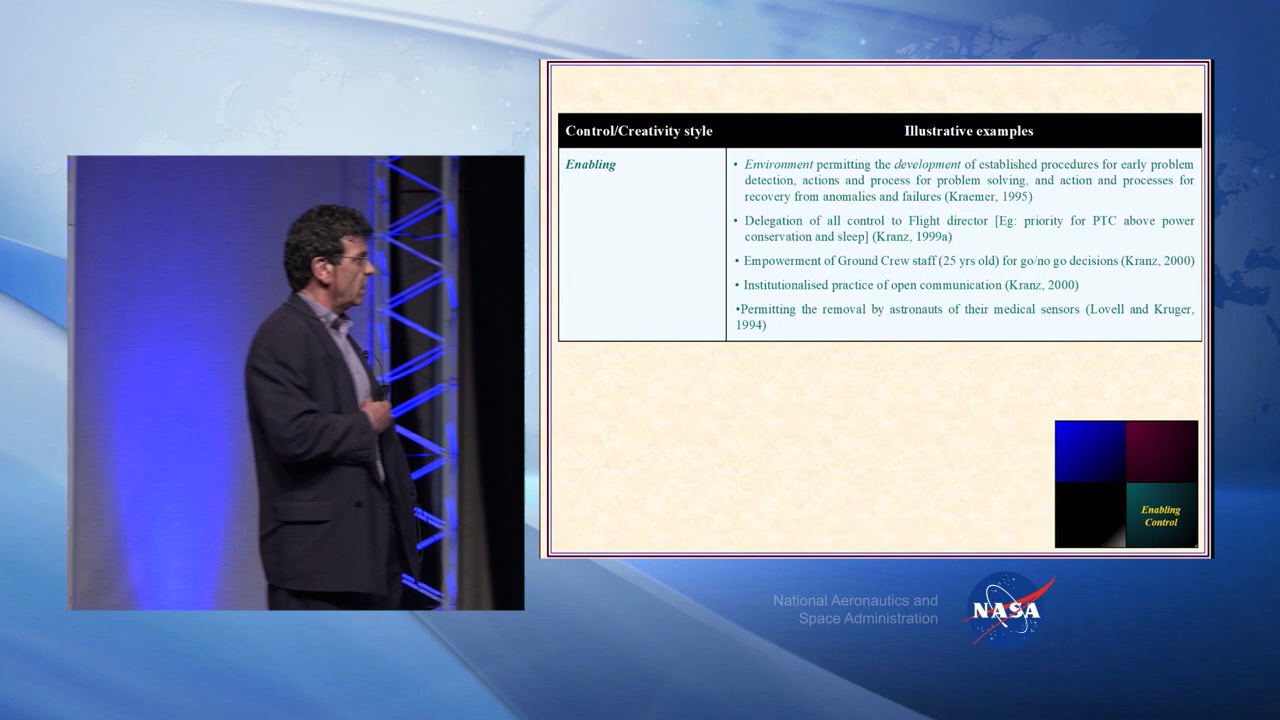 Control/Creativity style
Illustrative examples
Enabling
• Environment permitting the development of established procedures for early problem
detection, actions and process for problem solving, and action and processes for
recovery from anomalies and failures (Kraemer, 1995)
• Delegation of all control to Flight director [Eg: priority for PTC above power
conservation and sleep] (Kranz, 1999a)
• Empowerment of Ground Crew staff (25 yrs old) for go/no go decisions (Kranz, 2000)
• Institutionalised practice of open communication (Kranz, 2000)
•Permitting the removal by astronauts of their medical sensors (Lovell and Kruger,
1994)
Enabling
Control
National Aeronautics and
Space Administration
NASA